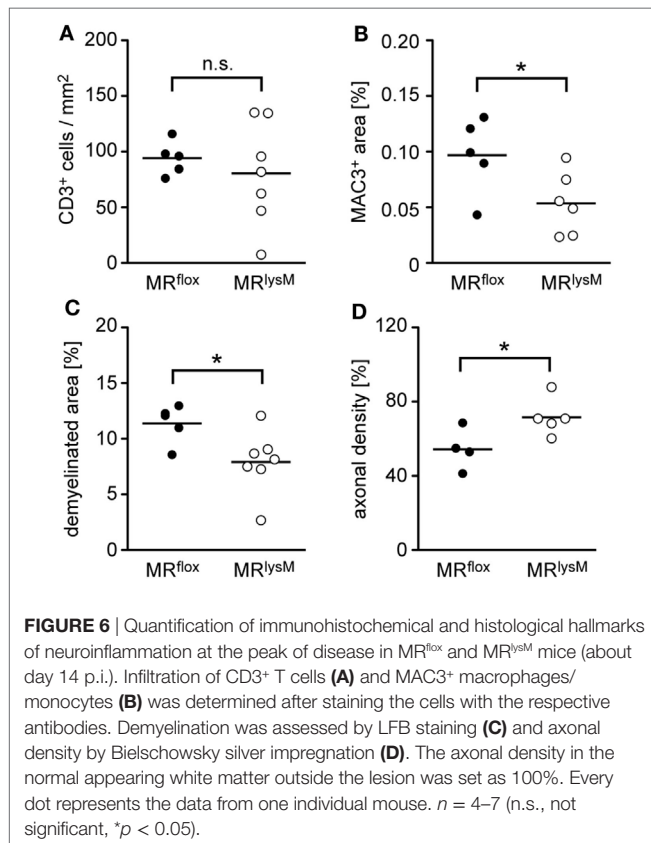 A
B
200
150
100
50
0
CD3⁺ cells / mm²
n.s.
MRᶠˡᵒˣ MRˡʸˢᴹ
0.20
0.15
0.10
0.05
0.0
MAC3⁺ area [%]
*
MRᶠˡᵒˣ MRˡʸˢᴹ
C
D
20
15
10
5
0
demyelinated area [%]
*
MRᶠˡᵒˣ MRˡʸˢᴹ
120
80
40
0
axonal density [%]
*
MRᶠˡᵒˣ MRˡʸˢᴹ
FIGURE 6 | Quantification of immunohistochemical and histological hallmarks
of neuroinflammation at the peak of disease in MRᶠˡᵒˣ and MRˡʸˢᴹ mice (about
day 14 p.i.). Infiltration of CD3⁺ T cells (A) and MAC3⁺ macrophages/
monocytes (B) was determined after staining the cells with the respective
antibodies. Demyelination was assessed by LFB staining (C) and axonal
density by Bielschowsky silver impregnation (D). The axonal density in the
normal appearing white matter outside the lesion was set as 100%. Every
dot represents the data from one individual mouse. n = 4–7 (n.s., not
significant, *p < 0.05).